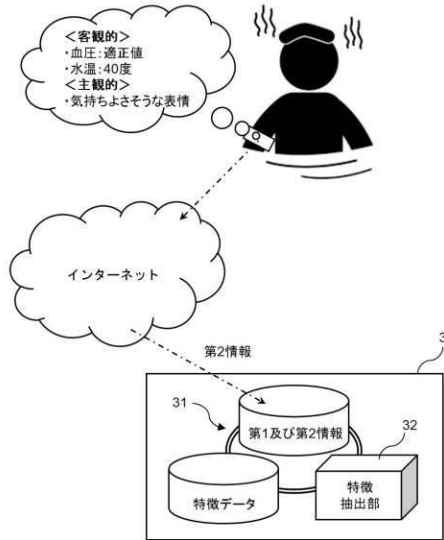 ＜客観的＞
・血圧：適正値
・水温：40度
＜主観的＞
・気持ちよさそうな表情
インターネット
第2情報
3
31
32
第1及び第2情報
特徴データ
特徴
抽出部